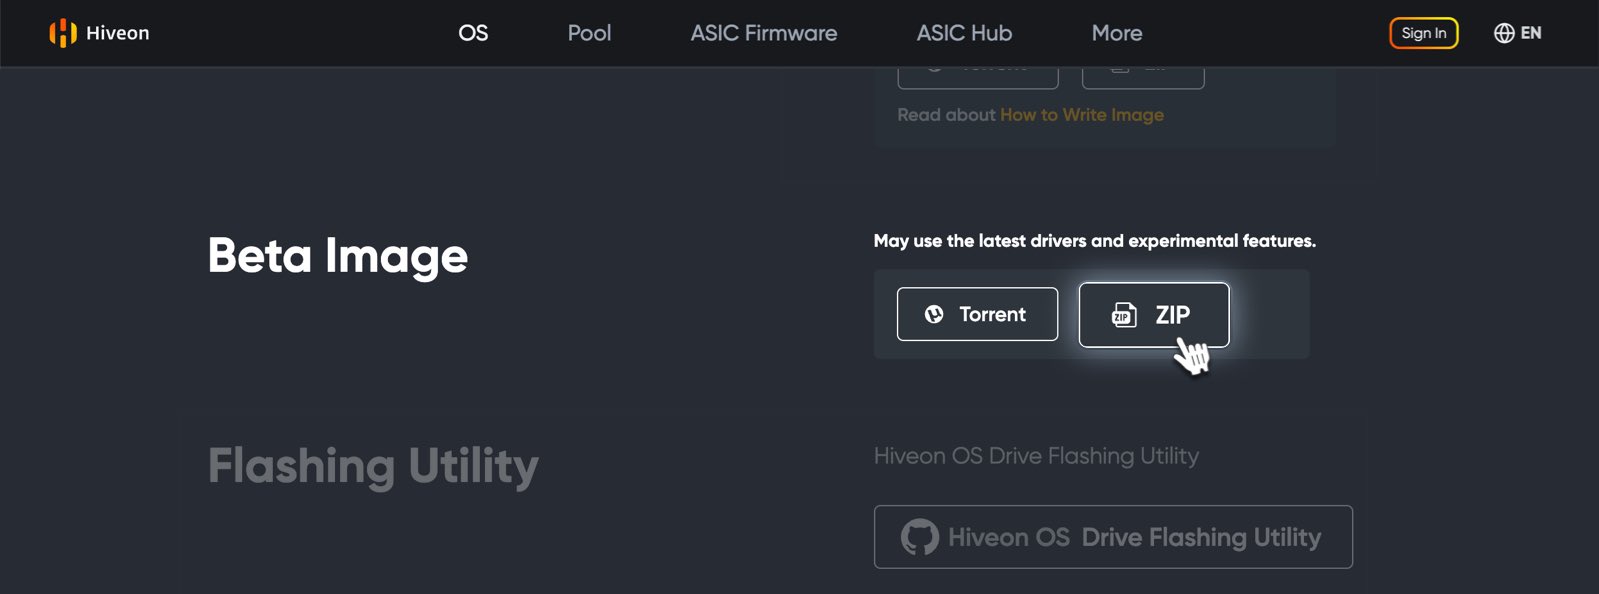 Hiveon
OS
Pool
ASIC Firmware
ASIC Hub
More
Sign In
EN
Read about How to Write Image
Beta Image
May use the latest drivers and experimental features.
Torrent
ZIP
ZIP
Flashing Utility
Hiveon OS Drive Flashing Utility
Hiveon OS Drive Flashing Utility